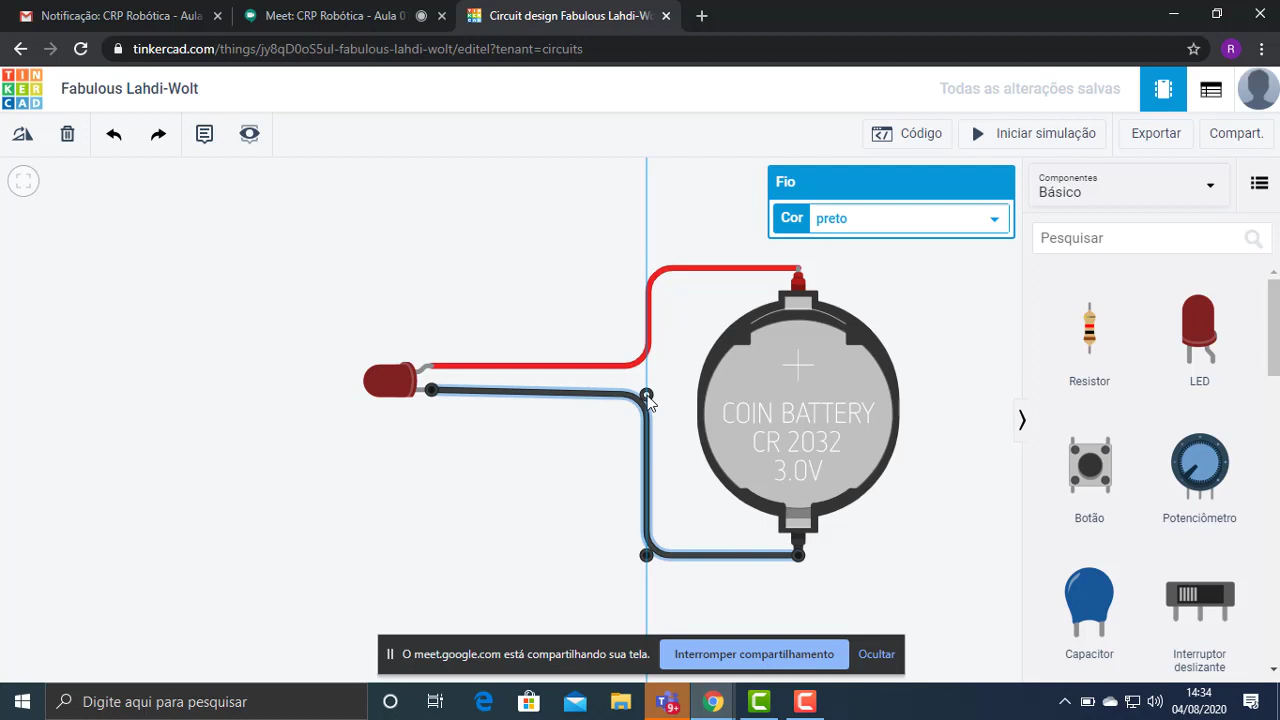 Notificação: CRP Robótica - Aula
Meet: CRP Robótica - Aula 0
Circuit design Fabulous Lahdi-Wo
tinkercad.com/things/jy8qD0oS5ul-fabulous-lahdi-wolt/editel?tenant=circuits
R
TIN
KER
CAD
Fabulous Lahdi-Wolt
Todas as alterações salvas
Código
Iniciar simulação
Exportar
Compart.
Fio
Cor
preto
Componentes
Básico
Pesquisar
COIN BATTERY
CR 2032
3.0V
Resistor
LED
Botão
Potenciômetro
Capacitor
Interruptor
deslizante
O meet.google.com está compartilhando sua tela.
Interromper compartilhamento
Ocultar
Digite aqui para pesquisar
9+
14:34
04/08/2020